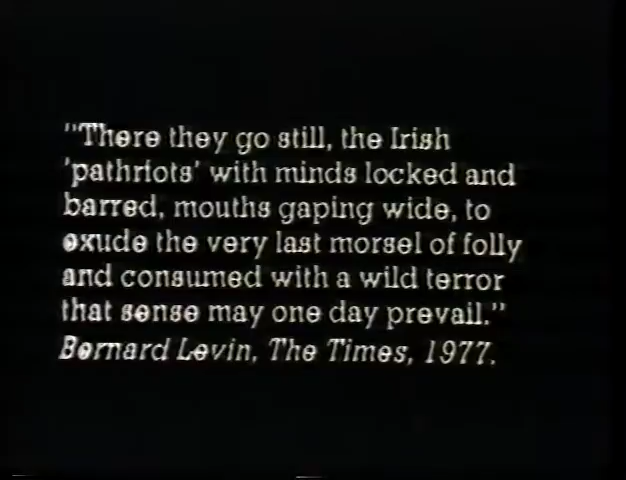 "There they go still, the Irish
'pathriots' with minds locked and
barred, mouths gaping wide, to
exude the very last morsel of folly
and consumed with a wild terror
that sense may one day prevail."
Bernard Levin, The Times, 1977.